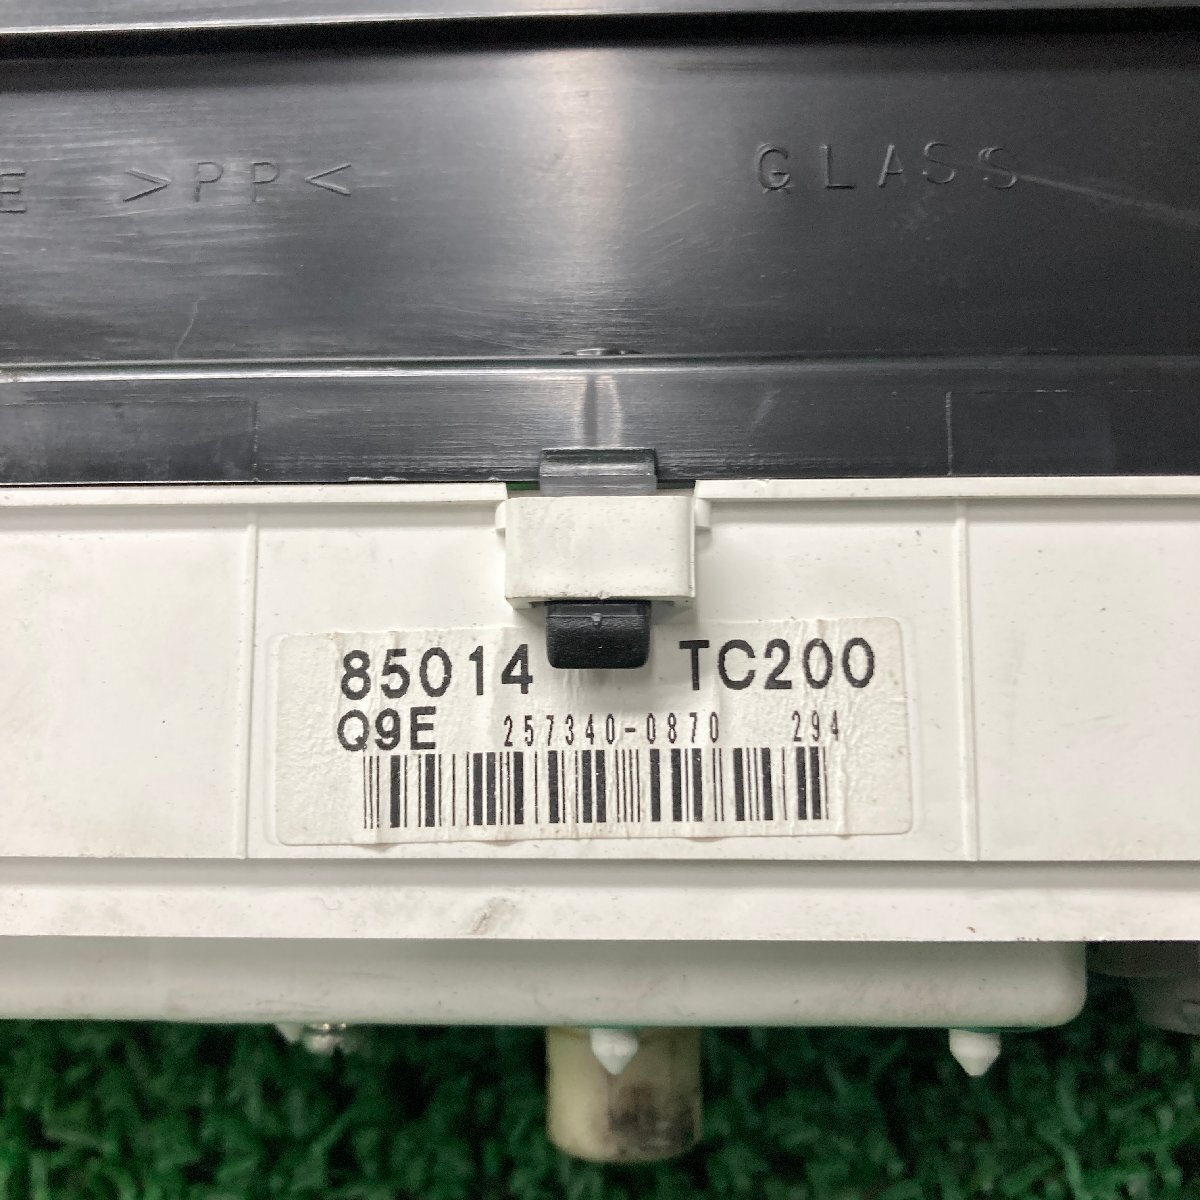 E >PP< GLASS
85014 TC200
Q9E 257340-0870 294